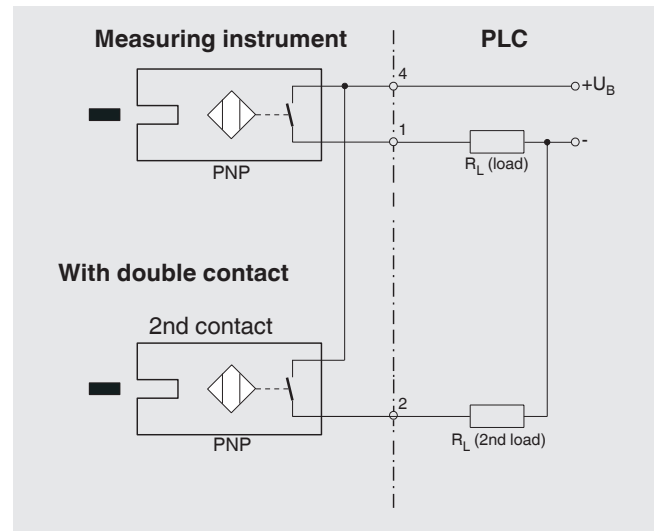 Measuring instrument
PLC
4
+U_B
1
-
R_L (load)
PNP
With double contact
2nd contact
2
R_L (2nd load)
PNP